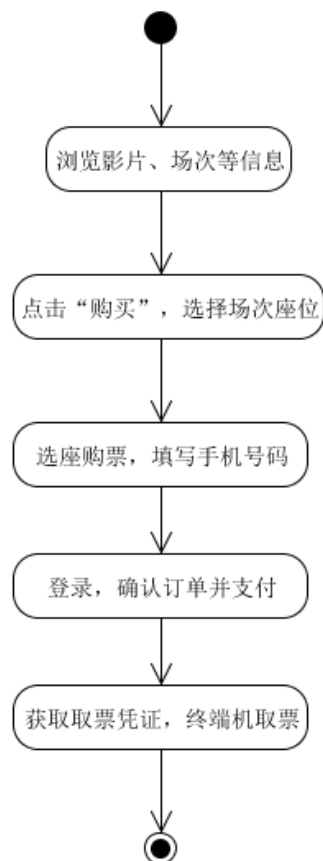 浏览影片、场次等信息
点击“购买”，选择场次座位
选座购票，填写手机号码
登录，确认订单并支付
获取取票凭证，终端机取票